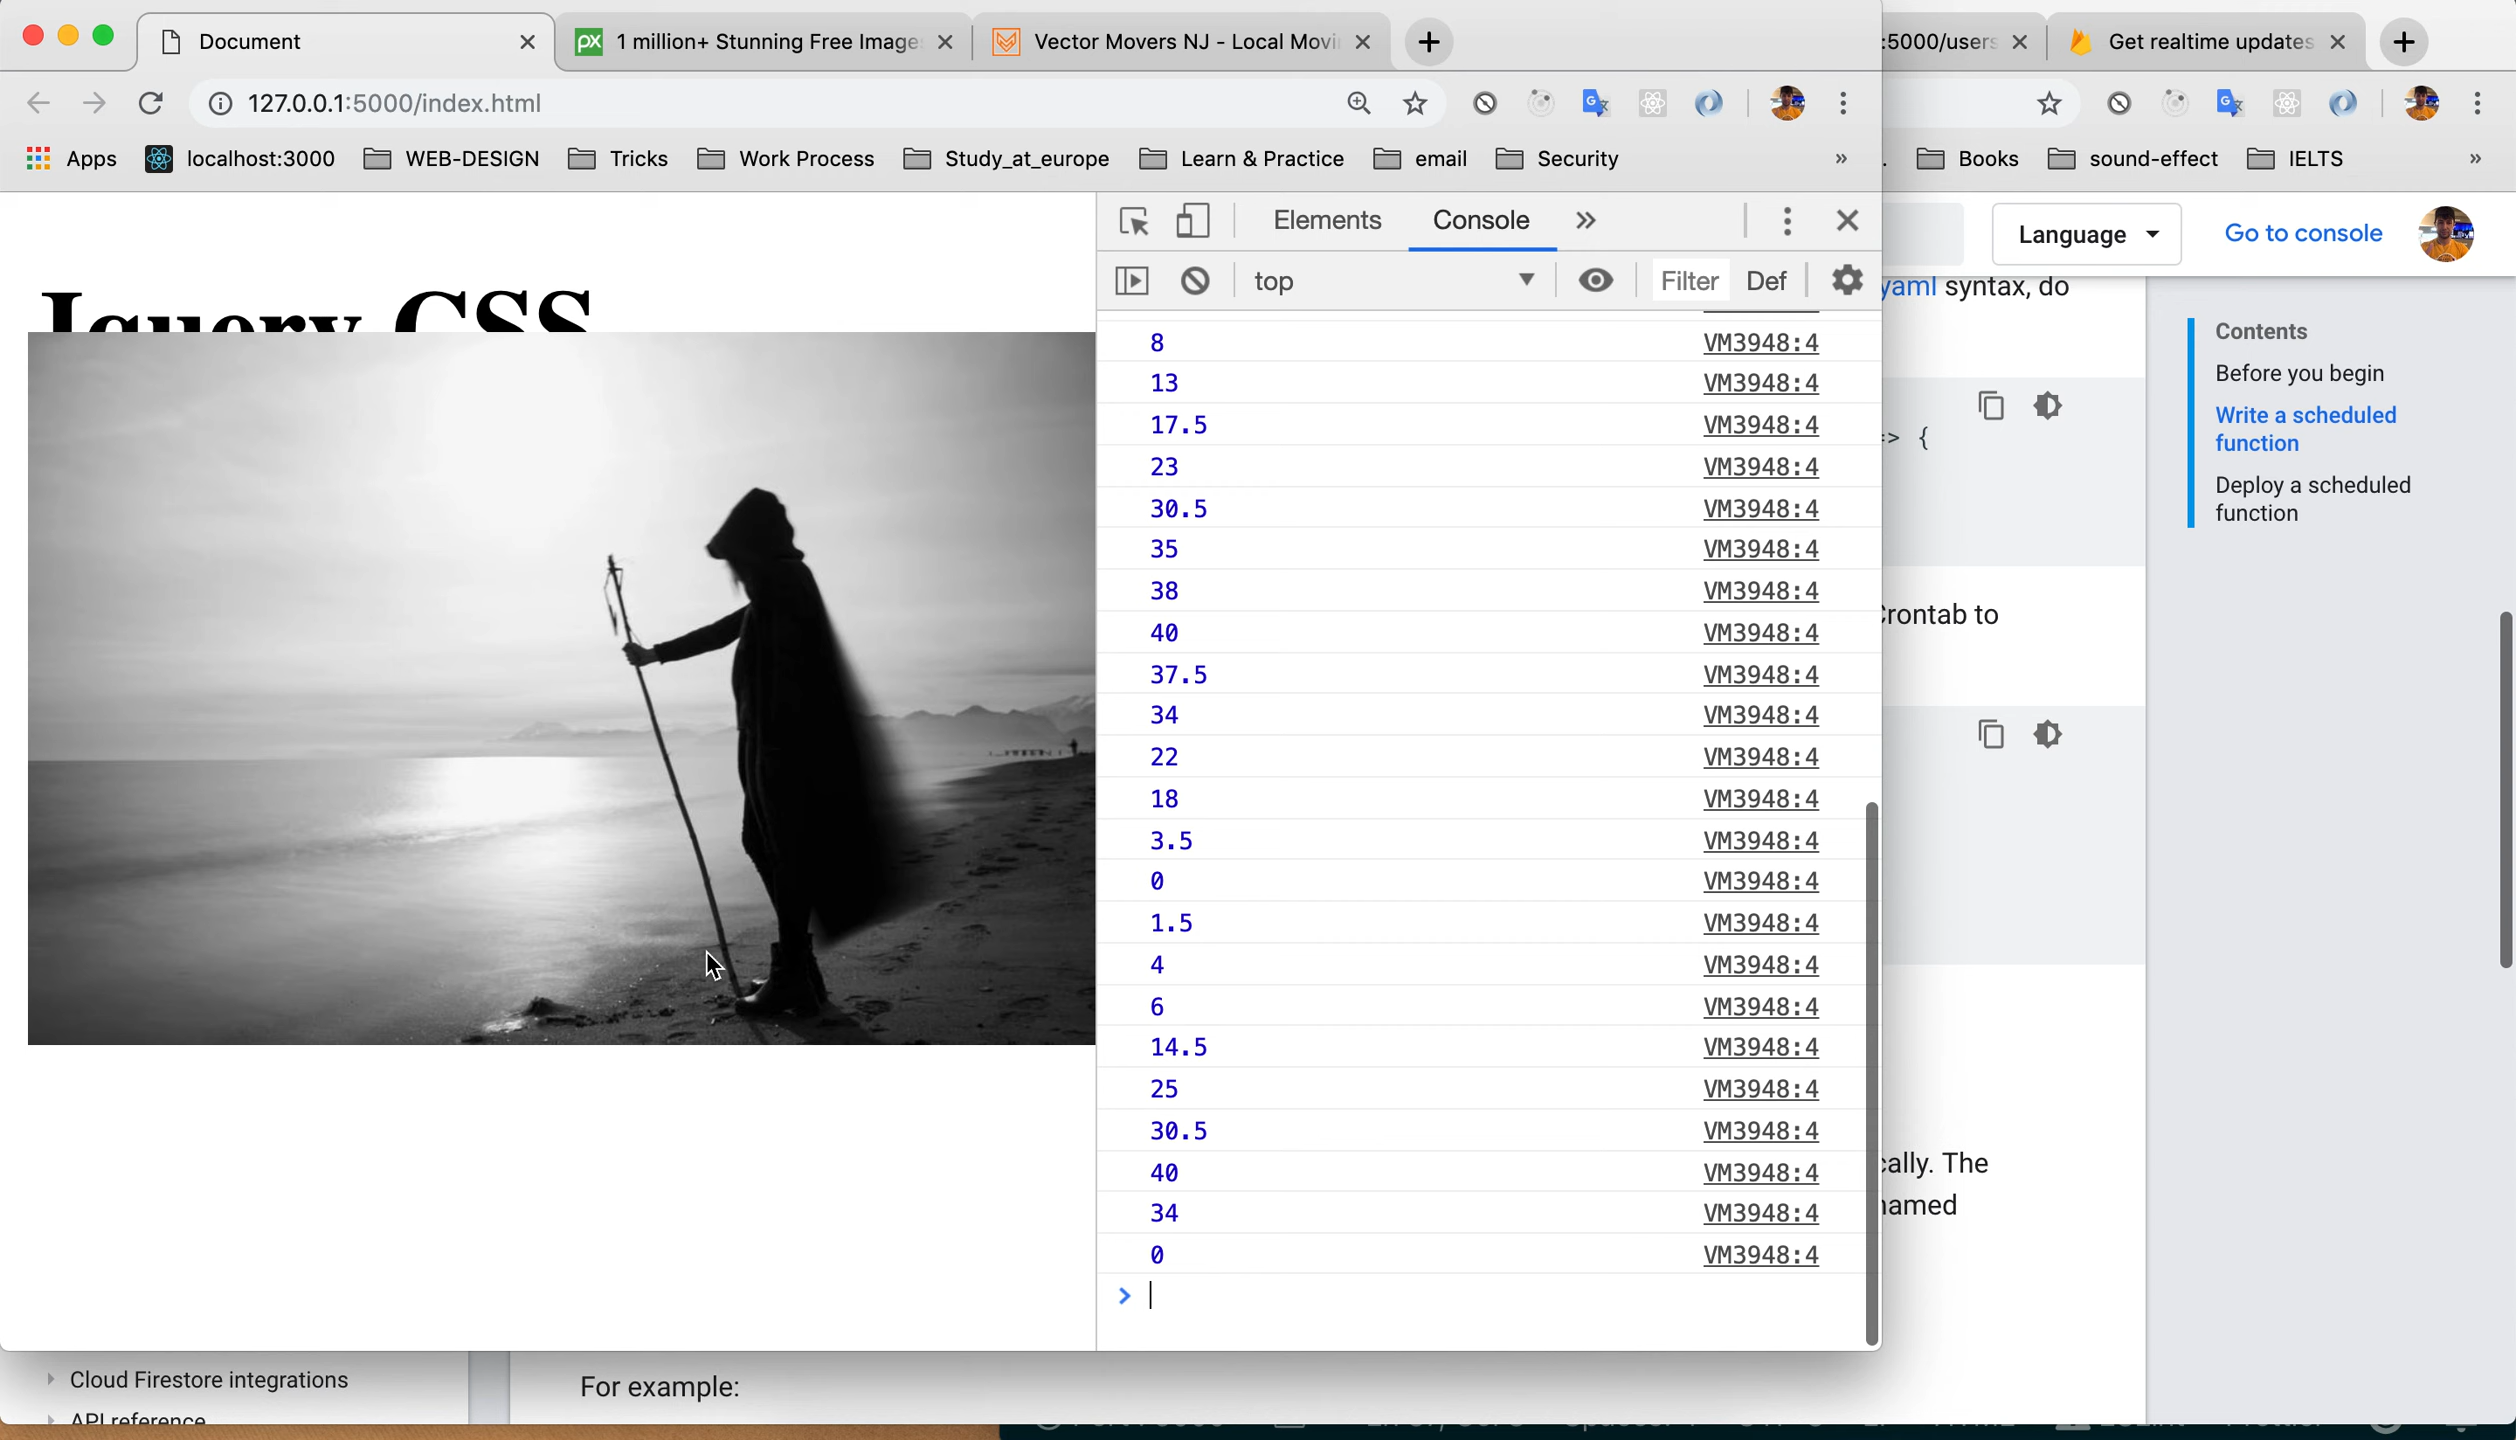 Document
1 million+ Stunning Free Image
Vector Movers NJ - Local Movi
:5000/users
Get realtime updates
127.0.0.1:5000/index.html
Apps
localhost:3000
WEB-DESIGN
Tricks
Work Process
Study_at_europe
Learn & Practice
email
Security
»
Books
sound-effect
IELTS
»
Jquery CSS
Elements
Console
»
top
Filter
Def
8 VM3948:4
13 VM3948:4
17.5 VM3948:4
23 VM3948:4
30.5 VM3948:4
35 VM3948:4
38 VM3948:4
40 VM3948:4
37.5 VM3948:4
34 VM3948:4
22 VM3948:4
18 VM3948:4
3.5 VM3948:4
0 VM3948:4
1.5 VM3948:4
4 VM3948:4
6 VM3948:4
14.5 VM3948:4
25 VM3948:4
30.5 VM3948:4
40 VM3948:4
34 VM3948:4
0 VM3948:4
>
Language
Go to console
yaml syntax, do
=> {
Crontab to
cally. The
named
Contents
Before you begin
Write a scheduled
function
Deploy a scheduled
function
Cloud Firestore integrations
API reference
For example: